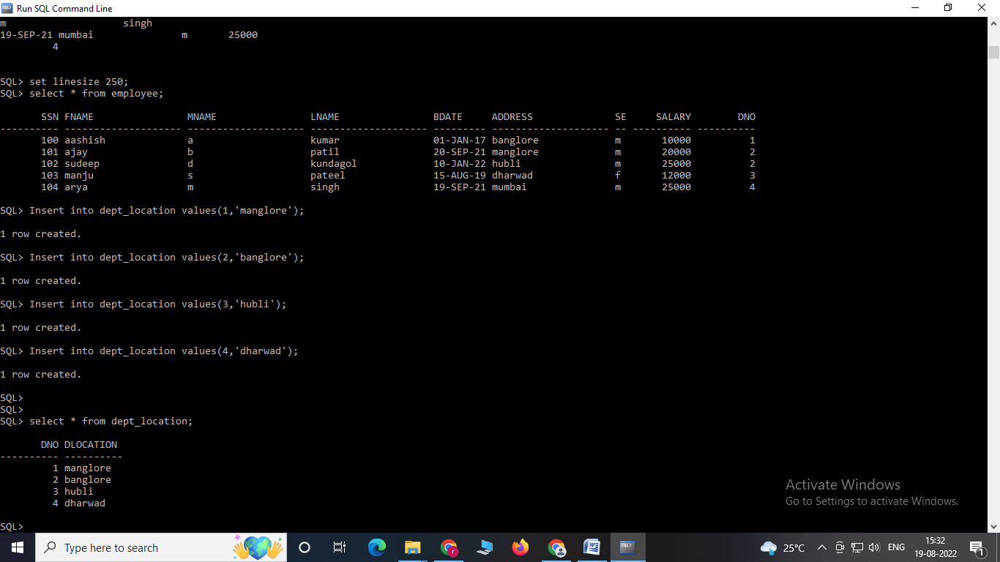 Run SQL Command Line
m                    singh
19-SEP-21 mumbai               m       25000
         4
SQL> set linesize 250;
SQL> select * from employee;
       SSN FNAME                MNAME                LNAME                BDATE     ADDRESS              SE     SALARY        DNO
---------- -------------------- -------------------- -------------------- --------- -------------------- -- ---------- ----------
       100 aashish              a                    kumar                01-JAN-17 banglore             m       10000          1
       101 ajay                 b                    patil                20-SEP-21 manglore             m       20000          2
       102 sudeep               d                    kundagol             10-JAN-22 hubli                m       25000          2
       103 manju                s                    pateel               15-AUG-19 dharwad              f       12000          3
       104 arya                 m                    singh                19-SEP-21 mumbai               m       25000          4
SQL> Insert into dept_location values(1,'manglore');
1 row created.
SQL> Insert into dept_location values(2,'banglore');
1 row created.
SQL> Insert into dept_location values(3,'hubli');
1 row created.
SQL> Insert into dept_location values(4,'dharwad');
1 row created.
SQL>
SQL>
SQL> select * from dept_location;
       DNO DLOCATION
---------- ----------
         1 manglore
         2 banglore
         3 hubli
         4 dharwad
SQL>
Activate Windows
Go to Settings to activate Windows.
Type here to search
25°C
ENG
15:32
19-08-2022
1